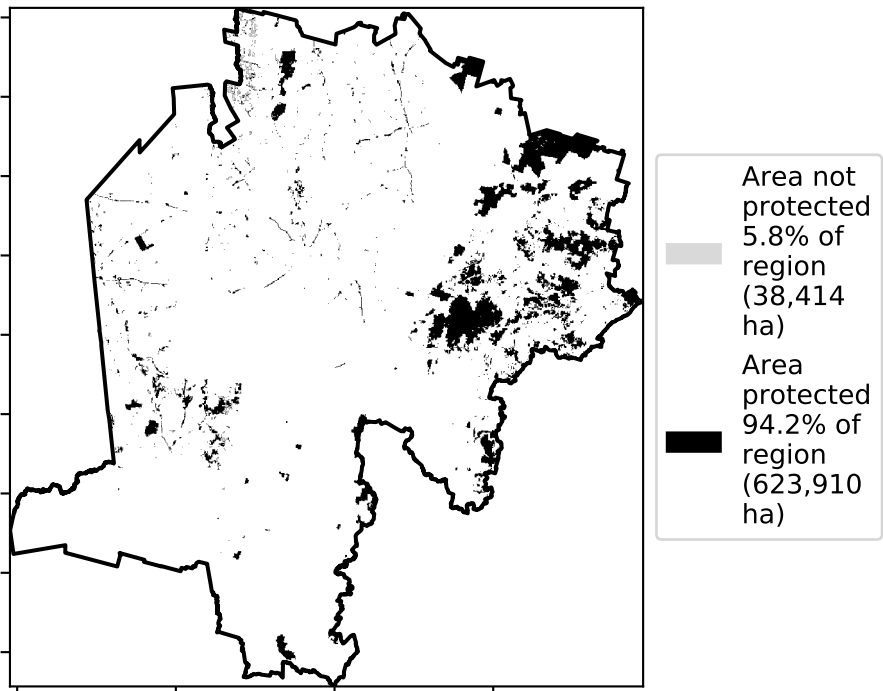 Area not
protected
5.8% of
region
(38,414
ha)
Area
protected
94.2% of
region
(623,910
ha)